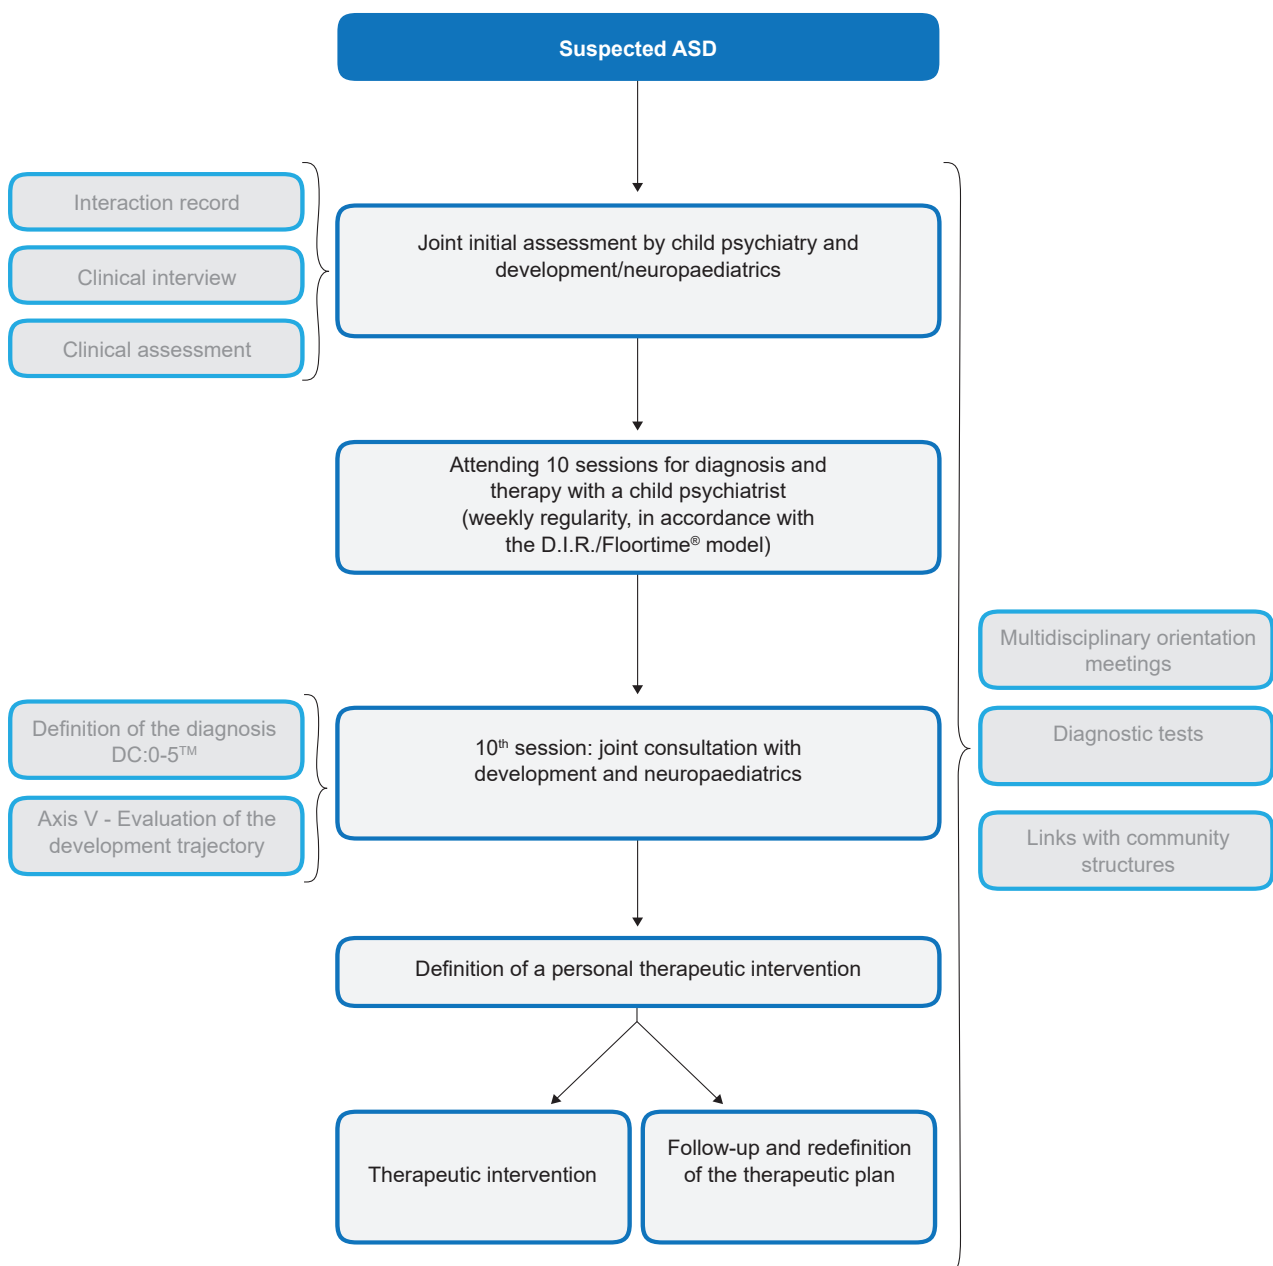 Suspected ASD
Interaction record
Clinical interview
Clinical assessment
Joint initial assessment by child psychiatry and
development/neuropaediatrics
Attending 10 sessions for diagnosis and
therapy with a child psychiatrist
(weekly regularity, in accordance with
the D.I.R./Floortime® model)
Definition of the diagnosis
DC:0-5™
Axis V - Evaluation of the
development trajectory
10th session: joint consultation with
development and neuropaediatrics
Multidisciplinary orientation
meetings
Diagnostic tests
Links with community
structures
Definition of a personal therapeutic intervention
Therapeutic intervention
Follow-up and redefinition
of the therapeutic plan